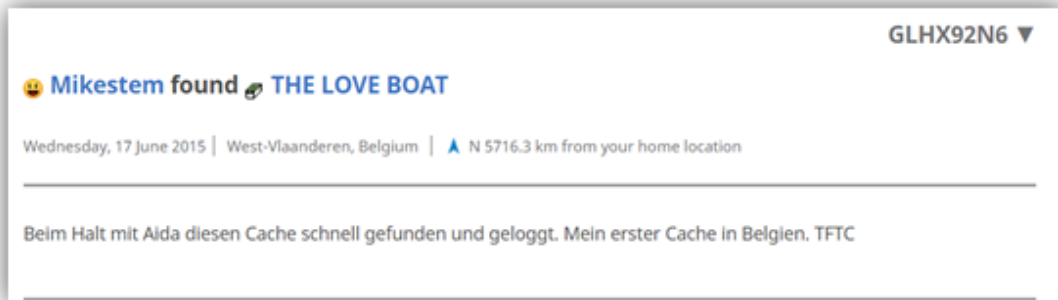 GLHX92N6 ▼
Mikestem found THE LOVE BOAT
Wednesday, 17 June 2015 | West-Vlaanderen, Belgium | N 5716.3 km from your home location
Beim Halt mit Aida diesen Cache schnell gefunden und geloggt. Mein erster Cache in Belgien. TFTC